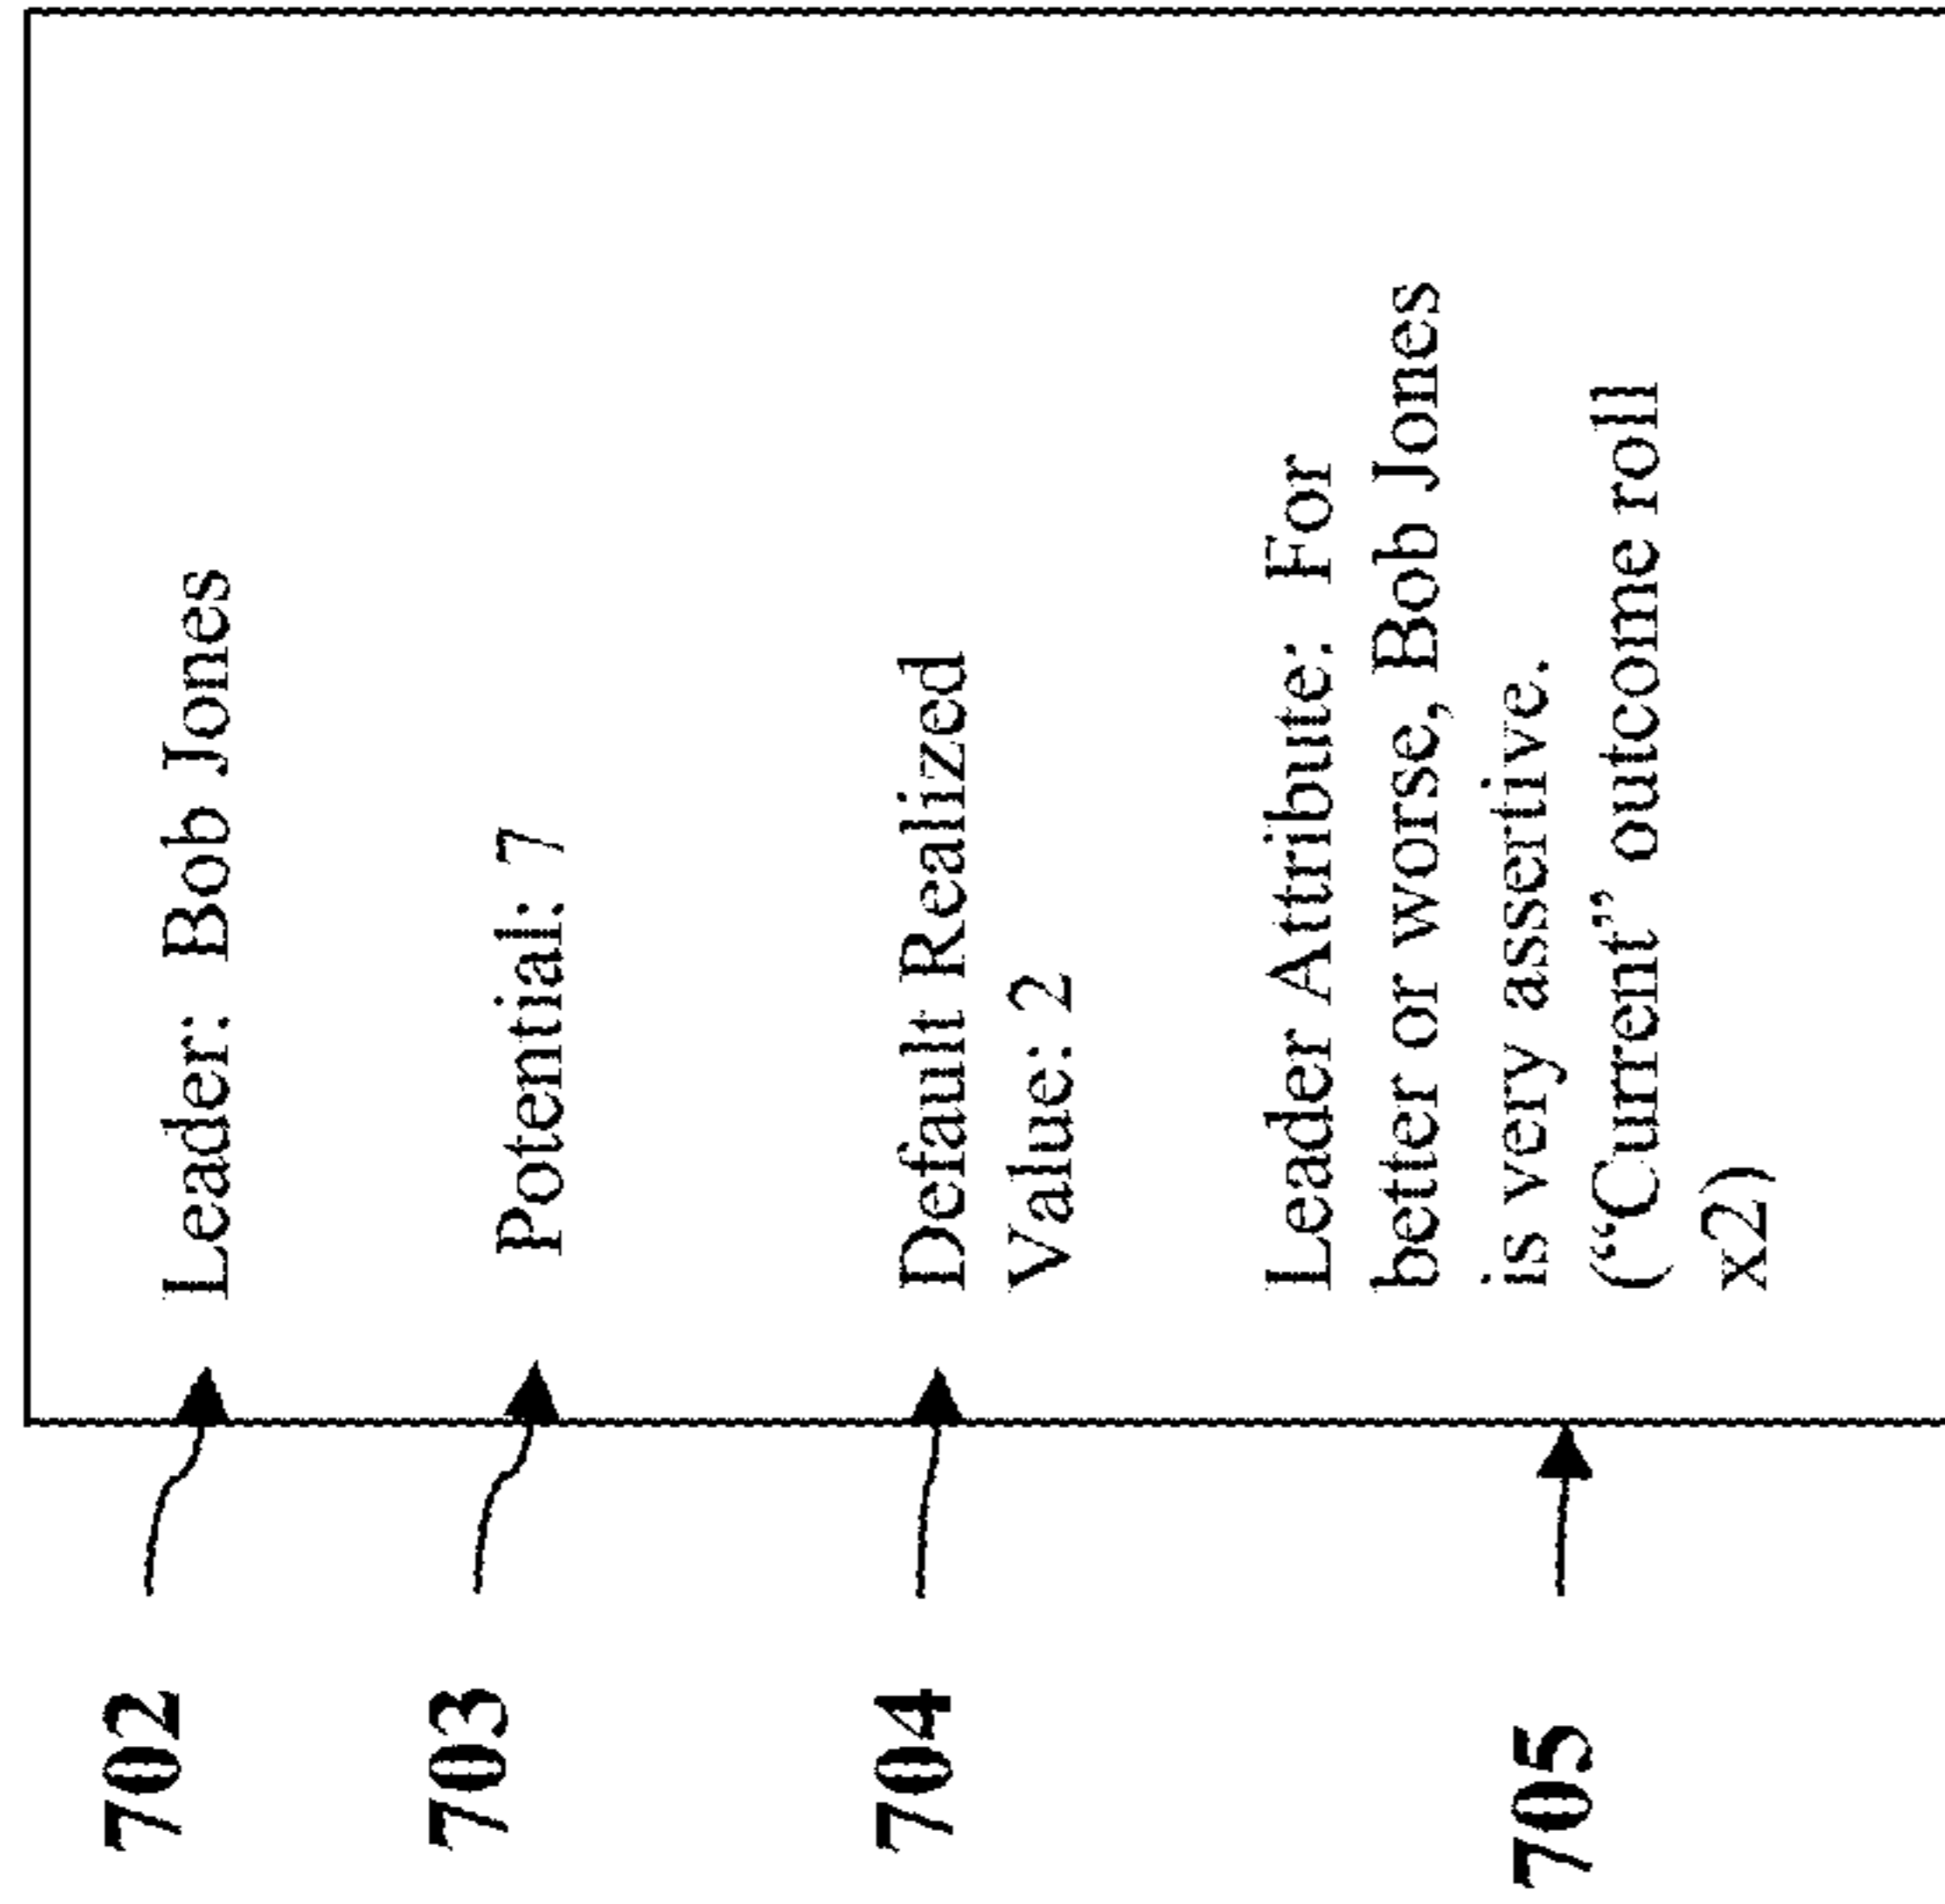 702
Leader: Bob Jones
703
Potential: 7
704
Default Realized
Value: 2
705
Leader Attribute: For
better or worse, Bob Jones
is very assertive.
(“Current” outcome roll
x2)